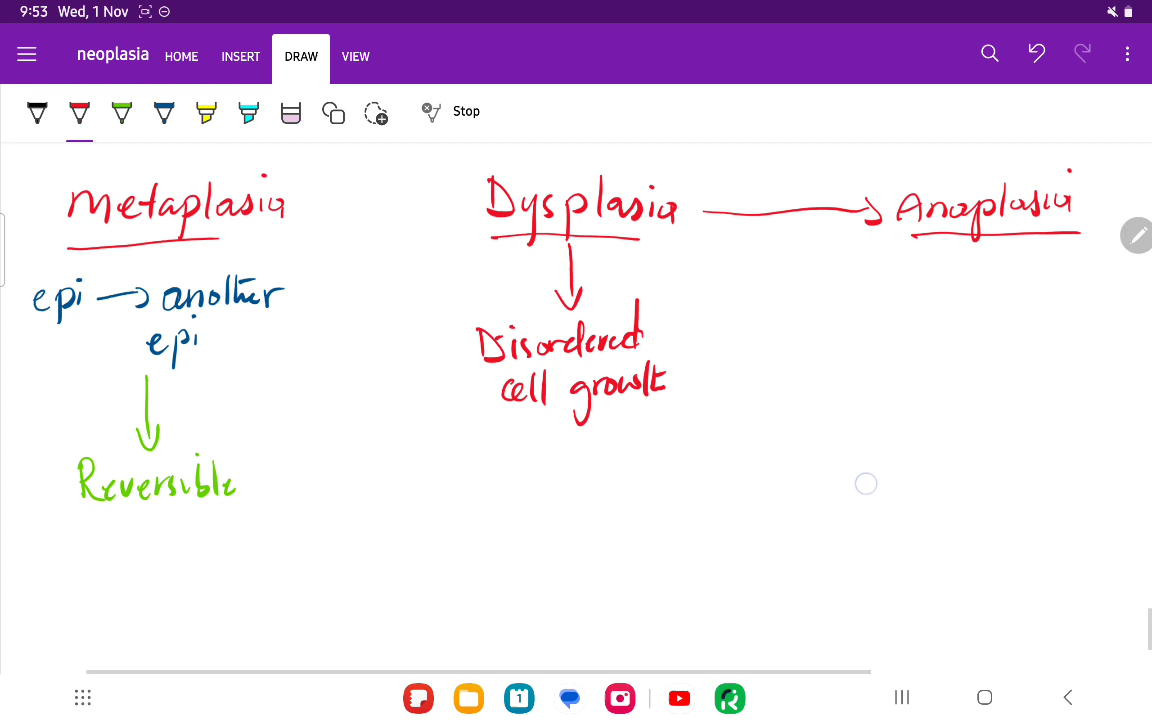 9:53 Wed, 1 Nov
neoplasia HOME INSERT DRAW VIEW
Stop
Metaplasia Dysplasia → Anaplasia
epi → another
epi
Disordered
cell growth
Reversible
1